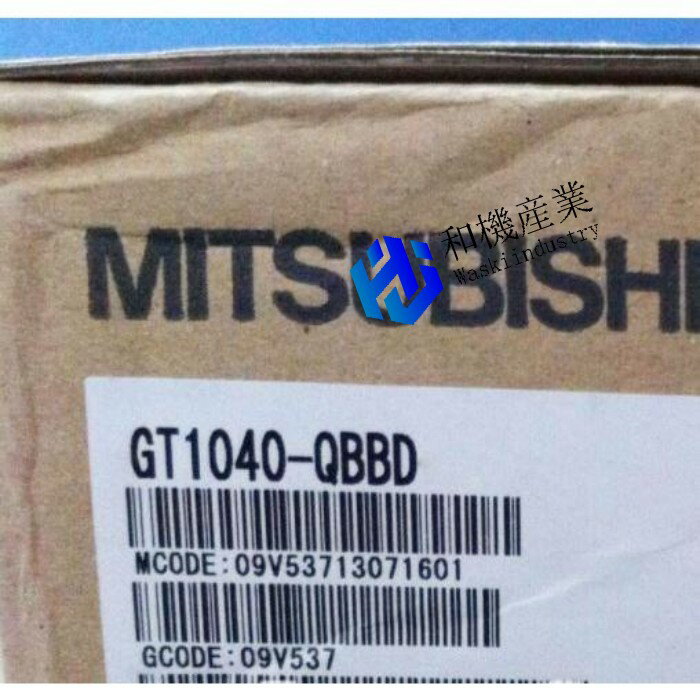 MITSUBISHI
和機産業
Waskiindustry
GT1040-QBBD
MCODE:09V53713071601
GCODE:09V537